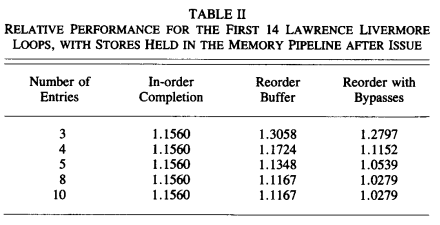 TABLE II
RELATIVE PERFORMANCE FOR THE FIRST 14 LAWRENCE LIVERMORE
LOOPS, WITH STORES HELD IN THE MEMORY PIPELINE AFTER ISSUE
Number of Entries In-order Completion Reorder Buffer Reorder with Bypasses
3 1.1560 1.3058 1.2797
4 1.1560 1.1724 1.1152
5 1.1560 1.1348 1.0539
8 1.1560 1.1167 1.0279
10 1.1560 1.1167 1.0279